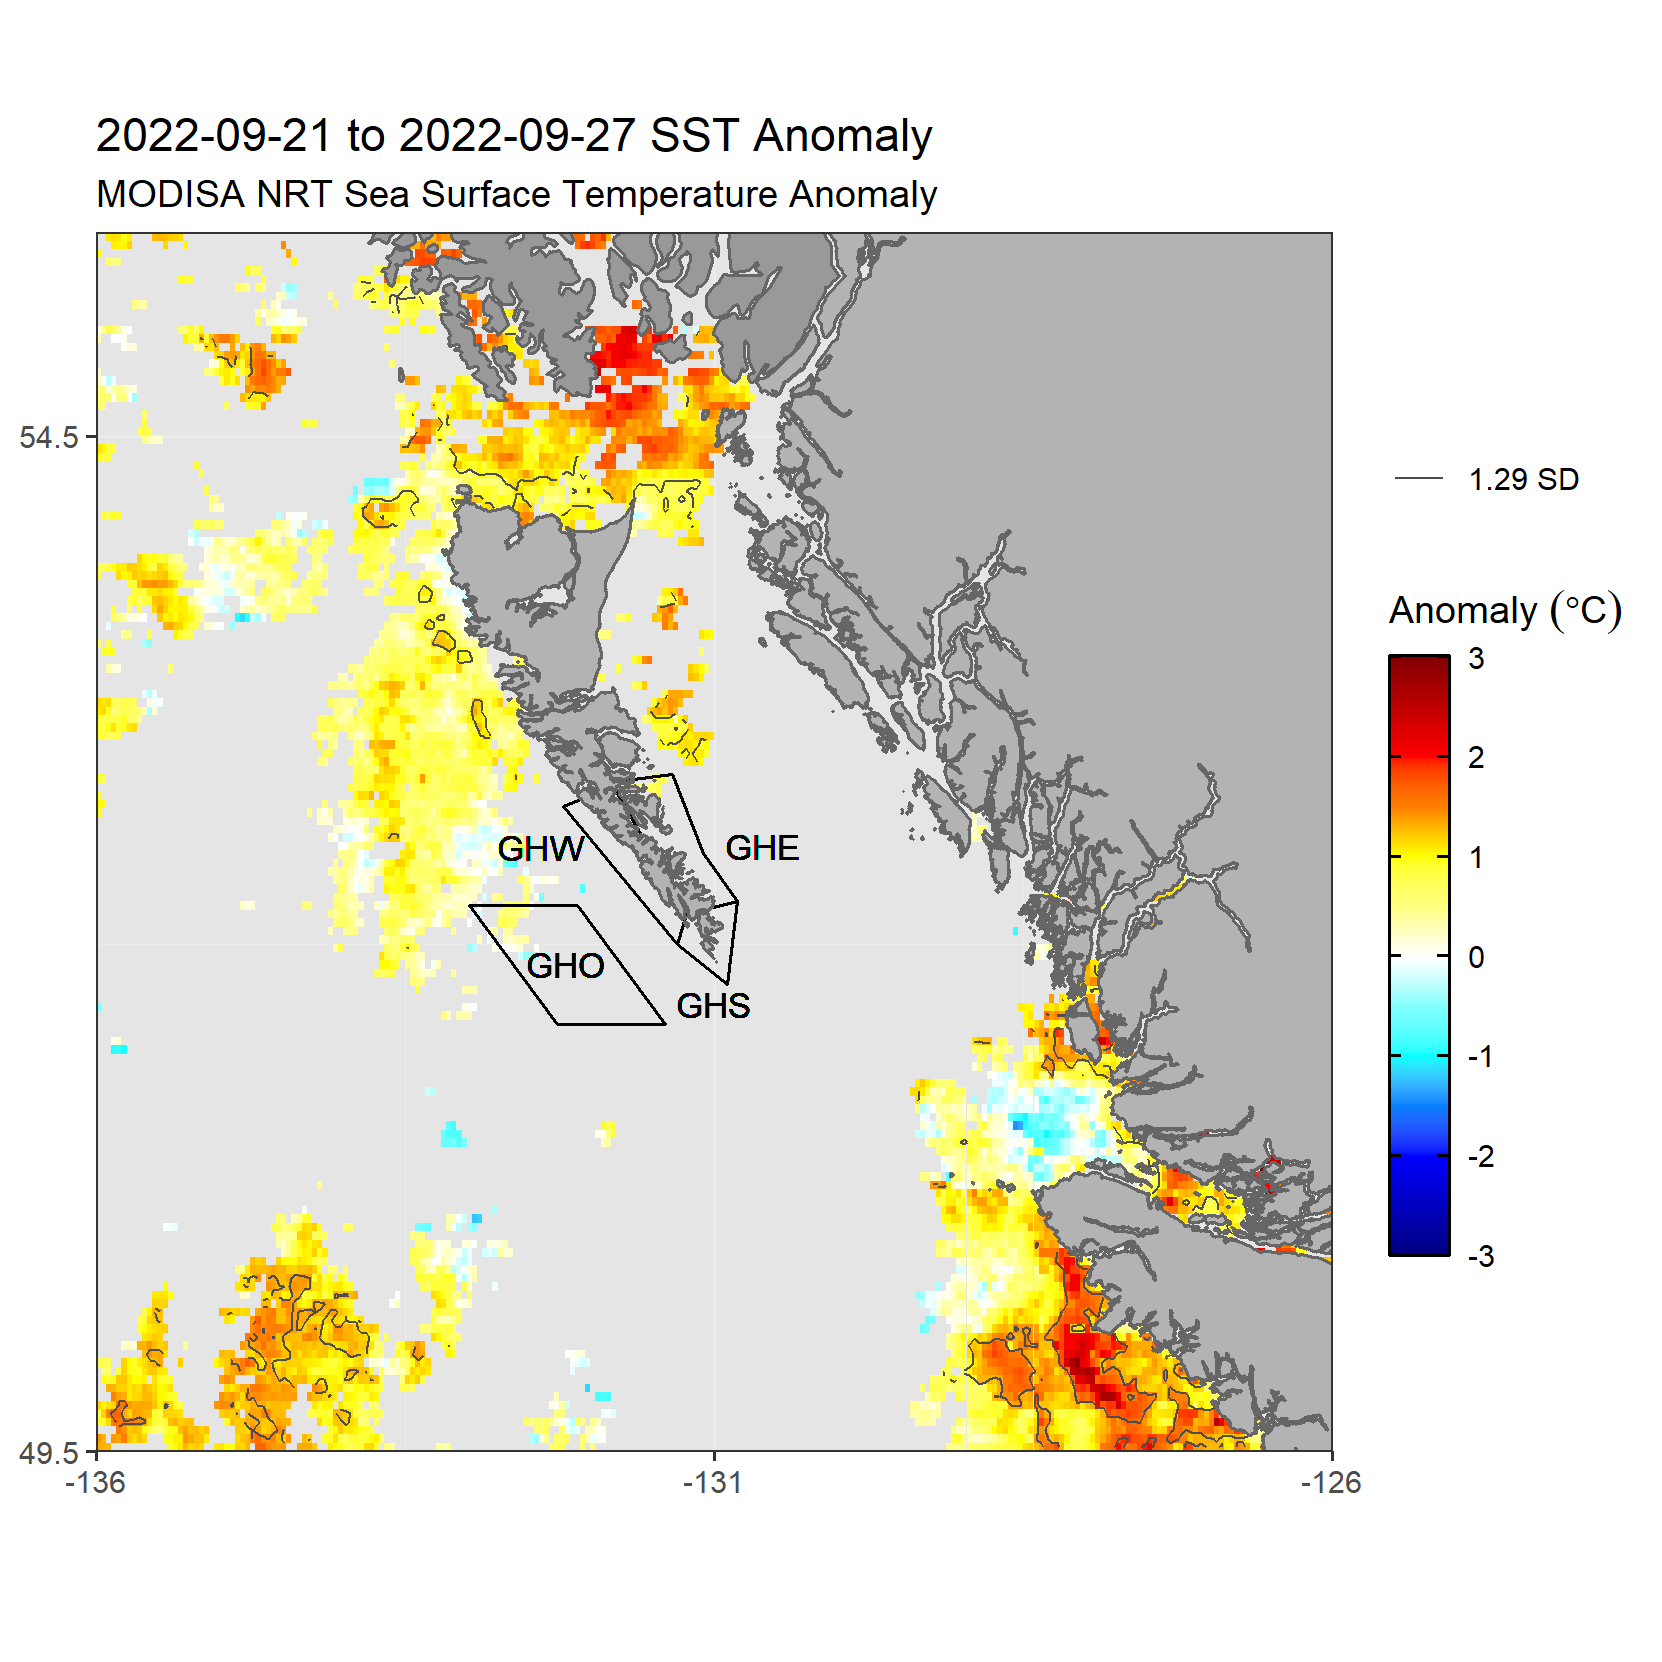 2022-09-21 to 2022-09-27 SST Anomaly
MODISA NRT Sea Surface Temperature Anomaly
54.5
49.5
-136
-131
-126
GHW
GHE
GHO
GHS
1.29 SD
Anomaly (°C)
3
2
1
0
-1
-2
-3